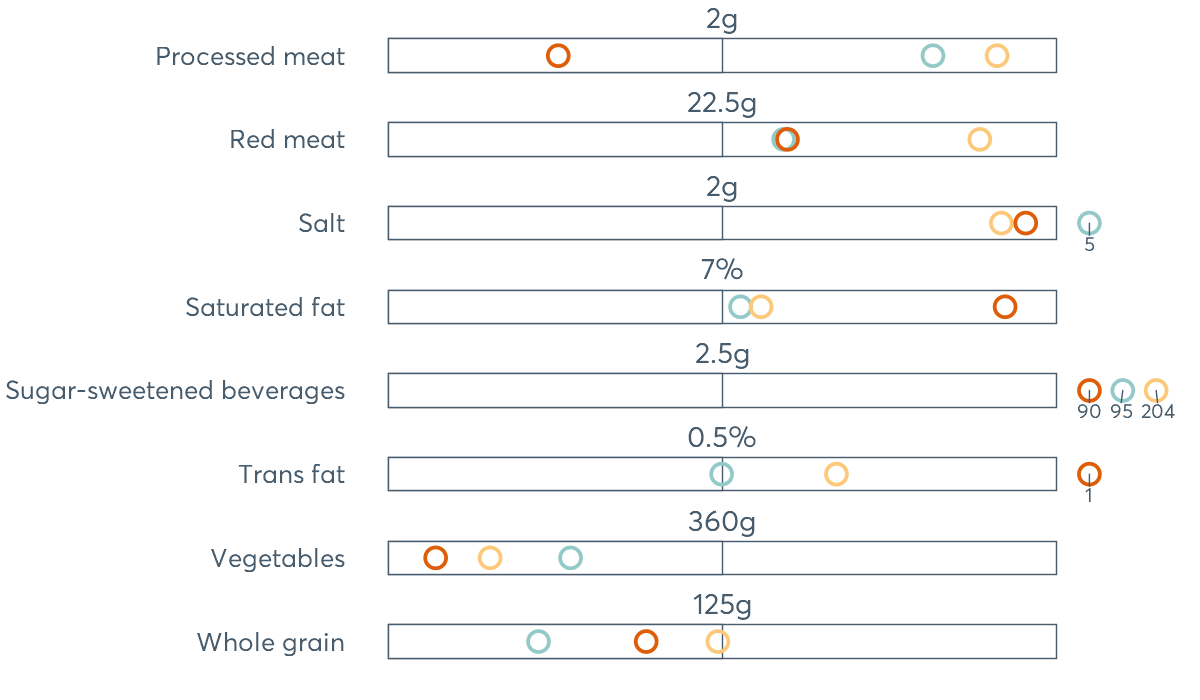 2g
Processed meat
22.5g
Red meat
2g
Salt
5
7%
Saturated fat
2.5g
Sugar-sweetened beverages
90 95 204
0.5%
Trans fat
1
360g
Vegetables
125g
Whole grain